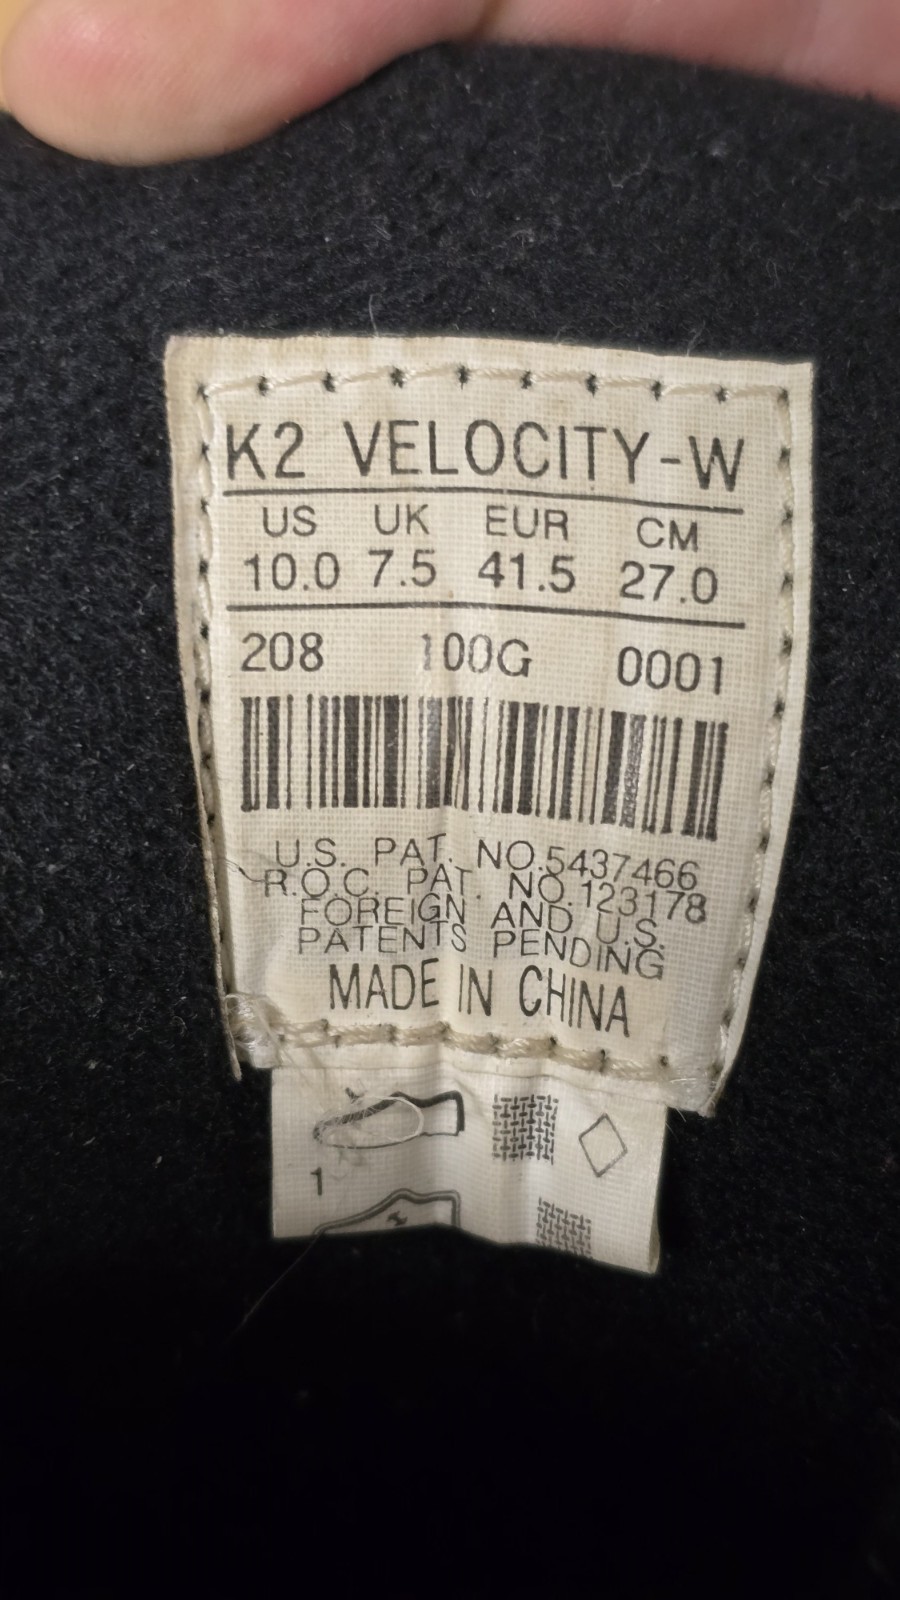 K2 VELOCITY-W
US UK EUR CM
10.0 7.5 41.5 27.0
208 100G 0001
U.S. PAT. NO.5437466
R.O.C. PAT. NO.123178
FOREIGN AND U.S.
PATENTS PENDING
MADE IN CHINA
1